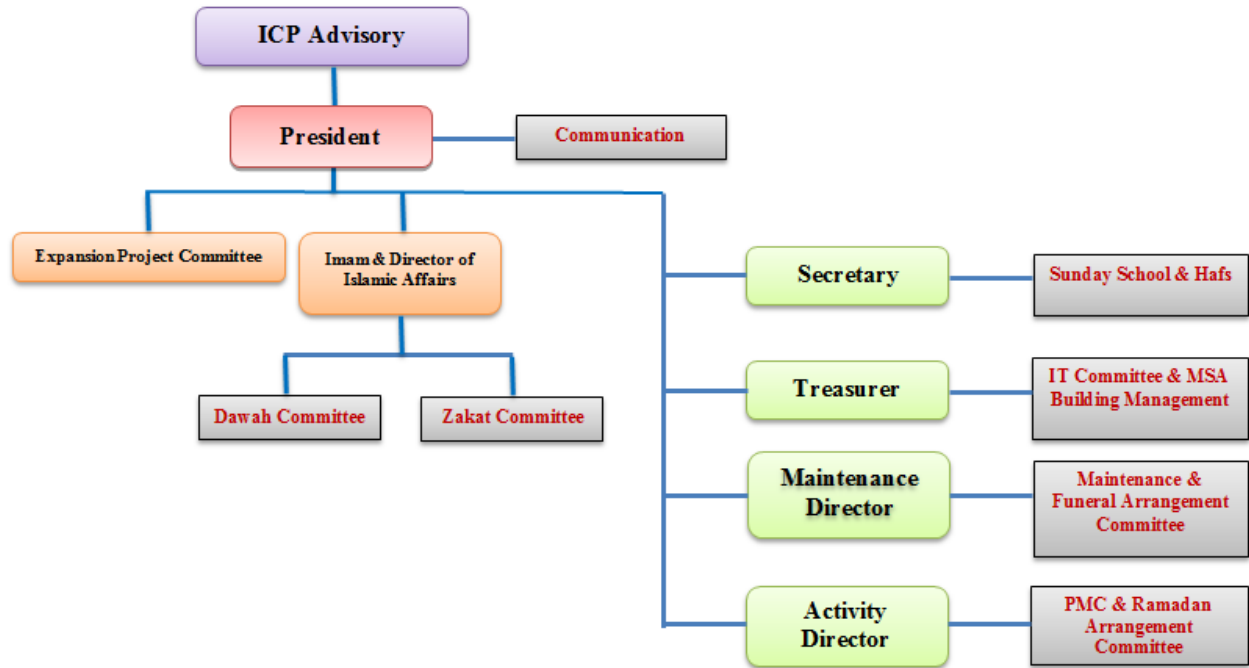 ICP Advisory
President
Communication
Expansion Project Committee
Imam & Director of
Islamic Affairs
Secretary
Sunday School & Hafs
Dawah Committee
Zakat Committee
Treasurer
IT Committee & MSA
Building Management
Maintenance
Director
Maintenance &
Funeral Arrangement
Committee
Activity
Director
PMC & Ramadan
Arrangement
Committee